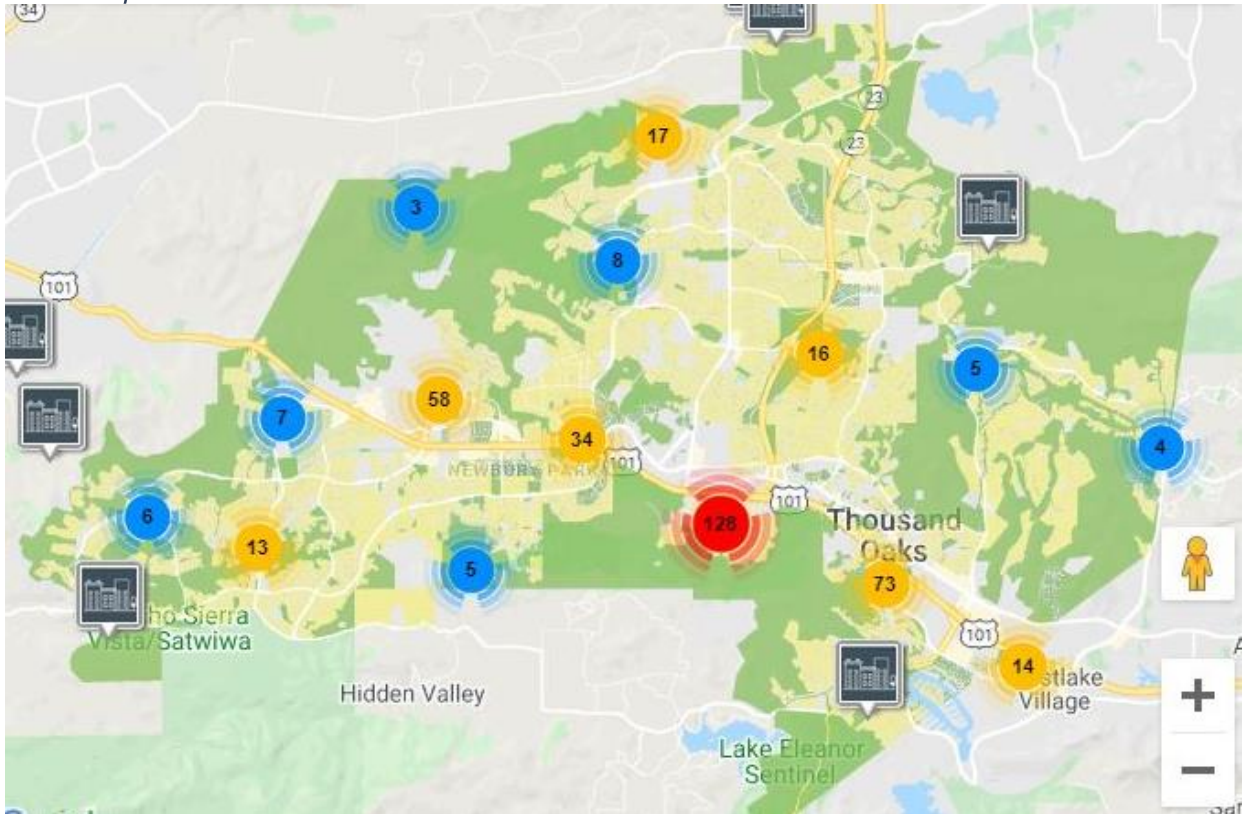 34
17
23
23
3
8
101
16
5
58
7
34
4
NEWBURY PARK
101
101
128
6
Thousand
Oaks
13
5
73
ho Sierra
Vista/Satwiwa
101
14
stlake
Village
Hidden Valley
Lake Eleanor
Sentinel